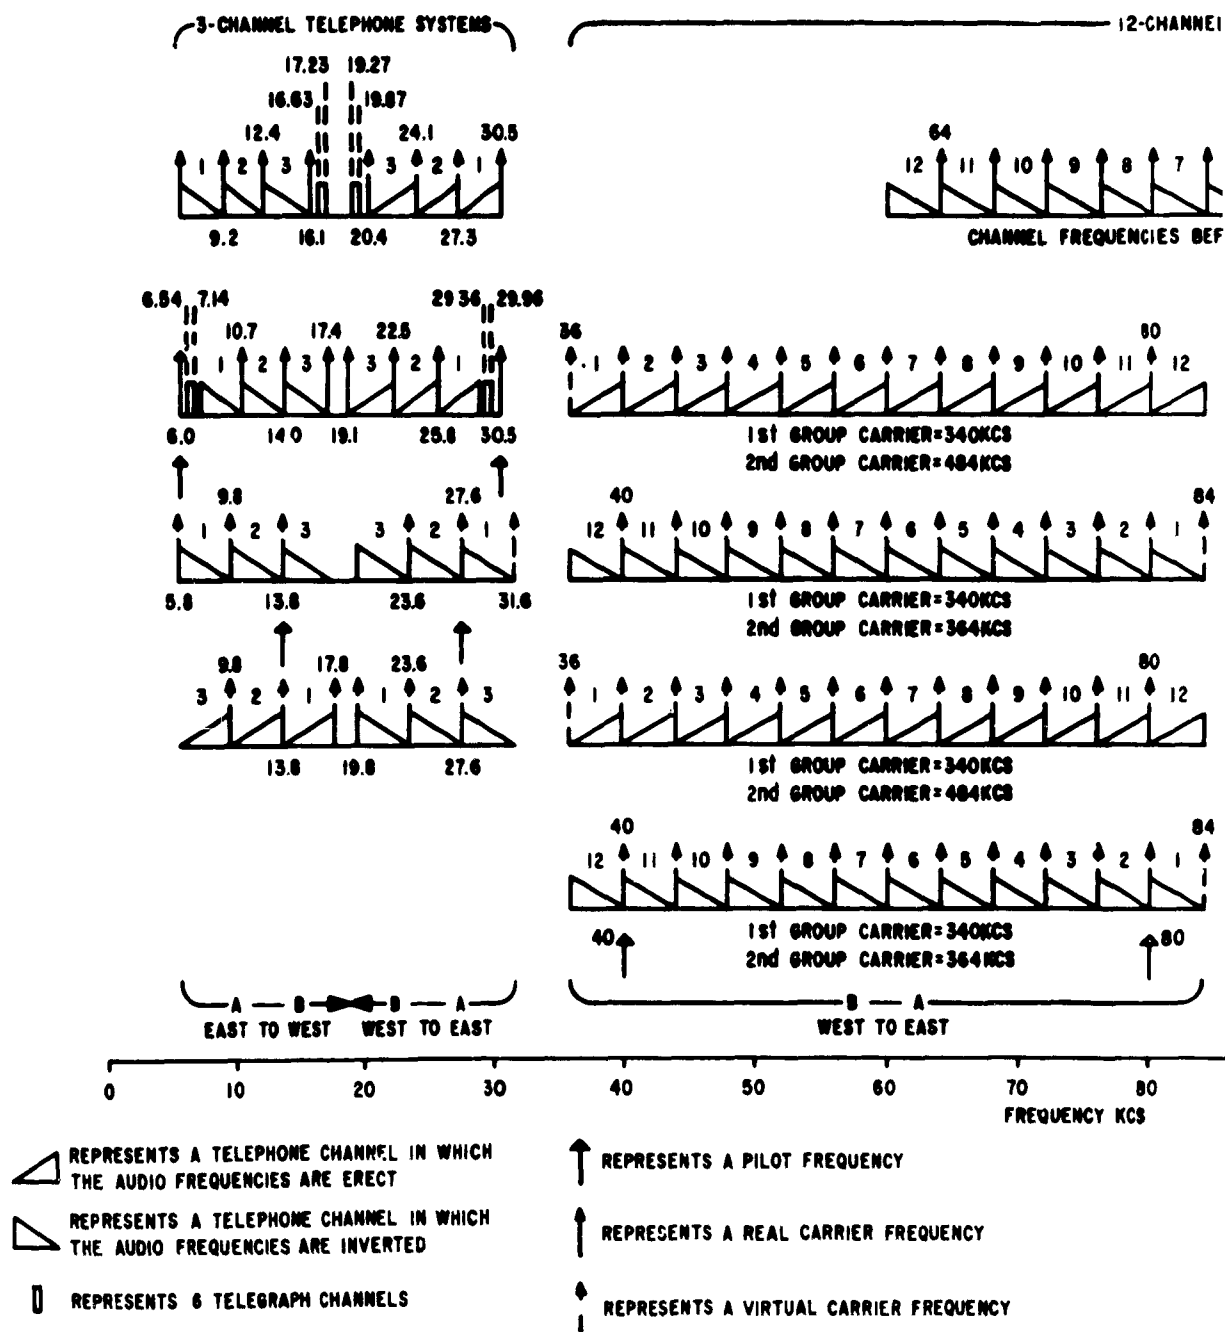 3-CHANNEL TELEPHONE SYSTEMS
12-CHANNEL
17.23 19.27
16.63 19.87
12.4 24.1 30.5 64
1 2 3 3 2 1 12 11 10 9 8 7
9.2 16.1 20.4 27.3
CHANNEL FREQUENCIES BEF
6.54 7.14 29 36 29.96
10.7 17.4 22.5 36 80
1 2 3 3 2 1 1 2 3 4 5 6 7 8 9 10 11 12
6.0 14 0 19.1 25.8 30.5
1st GROUP CARRIER=340KCS
2nd GROUP CARRIER=484KCS
9.8 27.6 40 84
1 2 3 3 2 1 12 11 10 9 8 7 6 5 4 3 2 1
5.8 13.8 23.6 31.6
1st GROUP CARRIER=340KCS
2nd GROUP CARRIER=364KCS
9.8 17.8 23.6 36 80
3 2 1 1 2 3 1 2 3 4 5 6 7 8 9 10 11 12
13.8 19.8 27.6
1st GROUP CARRIER=340KCS
2nd GROUP CARRIER=484KCS
40 84
12 11 10 9 8 7 6 5 4 3 2 1
40 80
1st GROUP CARRIER=340KCS
2nd GROUP CARRIER=364KCS
A B B A B A
EAST TO WEST WEST TO EAST WEST TO EAST
0 10 20 30 40 50 60 70 80
FREQUENCY KCS
REPRESENTS A TELEPHONE CHANNEL IN WHICH
THE AUDIO FREQUENCIES ARE ERECT
REPRESENTS A TELEPHONE CHANNEL IN WHICH
THE AUDIO FREQUENCIES ARE INVERTED
REPRESENTS 6 TELEGRAPH CHANNELS
REPRESENTS A PILOT FREQUENCY
REPRESENTS A REAL CARRIER FREQUENCY
REPRESENTS A VIRTUAL CARRIER FREQUENCY